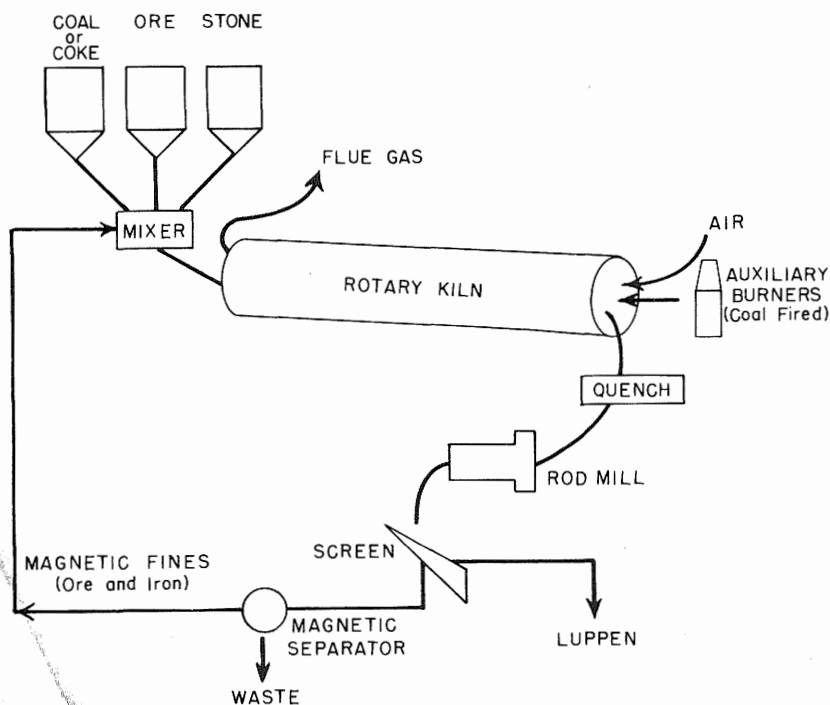 COAL
or
COKE
ORE
STONE
FLUE GAS
MIXER
AIR
ROTARY KILN
AUXILIARY
BURNERS
(Coal Fired)
QUENCH
ROD MILL
SCREEN
MAGNETIC FINES
(Ore and Iron)
MAGNETIC
SEPARATOR
LUPPEN
WASTE